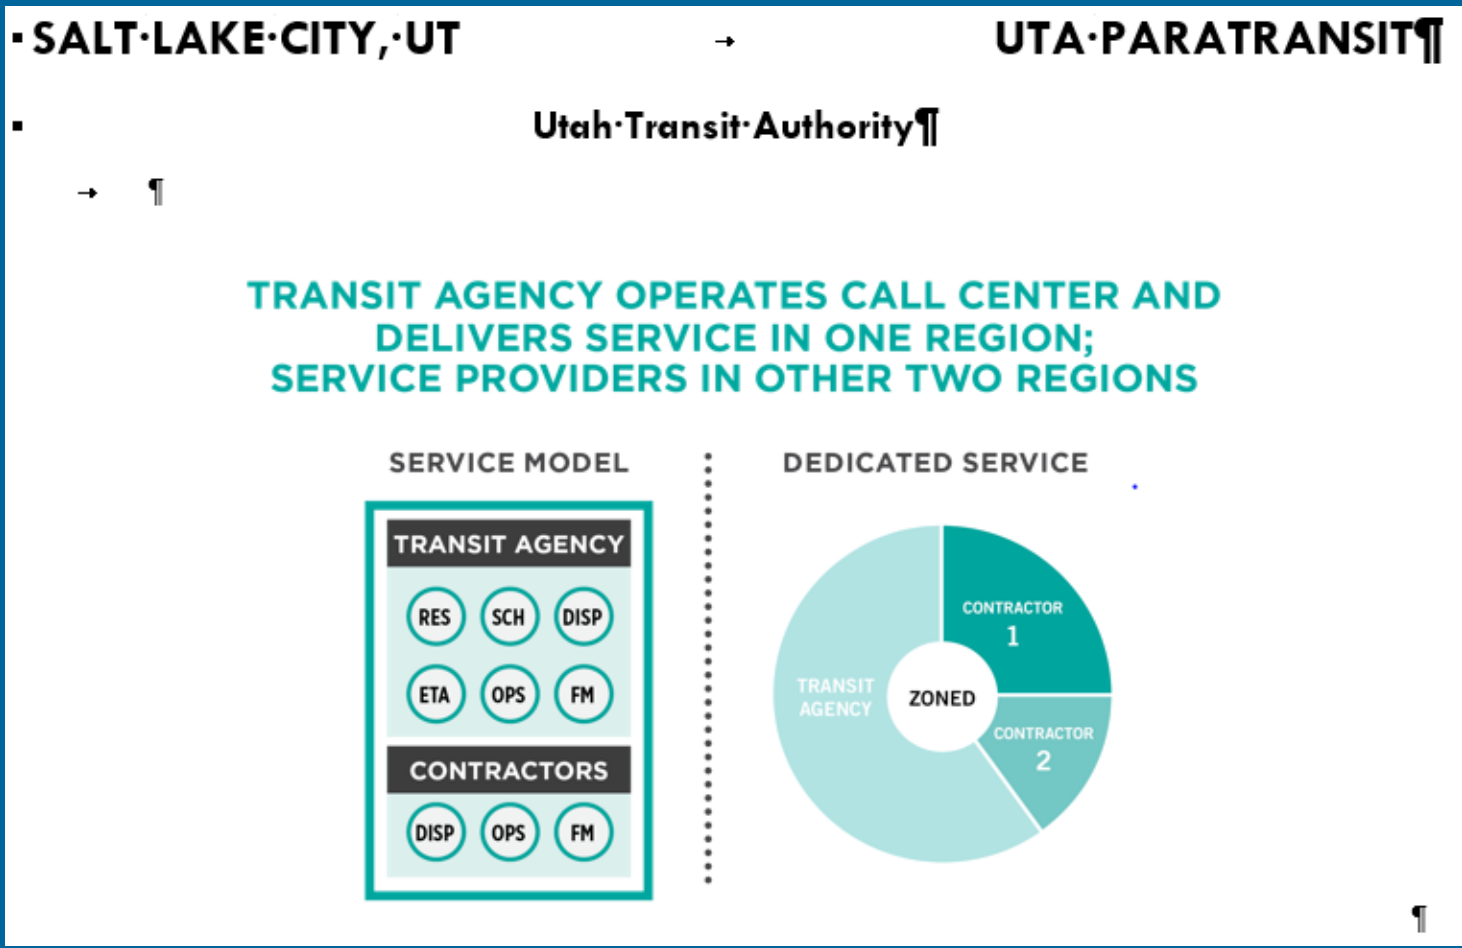 ▪ SALT·LAKE·CITY,·UT → UTA·PARATRANSIT¶
▪ Utah·Transit·Authority¶
→ ¶
TRANSIT AGENCY OPERATES CALL CENTER AND
DELIVERS SERVICE IN ONE REGION;
SERVICE PROVIDERS IN OTHER TWO REGIONS
SERVICE MODEL
TRANSIT AGENCY
RES SCH DISP
ETA OPS FM
CONTRACTORS
DISP OPS FM
DEDICATED SERVICE
CONTRACTOR
1
TRANSIT
AGENCY
ZONED
CONTRACTOR
2
¶